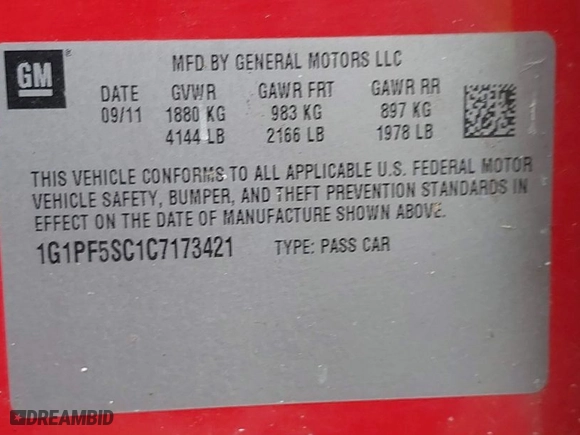 GM ®
MFD BY GENERAL MOTORS LLC
DATE GVWR GAWR FRT GAWR RR
09/11 1880 KG 983 KG 897 KG
4144 LB 2166 LB 1978 LB
THIS VEHICLE CONFORMS TO ALL APPLICABLE U.S. FEDERAL MOTOR
VEHICLE SAFETY, BUMPER, AND THEFT PREVENTION STANDARDS IN
EFFECT ON THE DATE OF MANUFACTURE SHOWN ABOVE.
1G1PF5SC1C7173421 TYPE: PASS CAR
DREAMBID